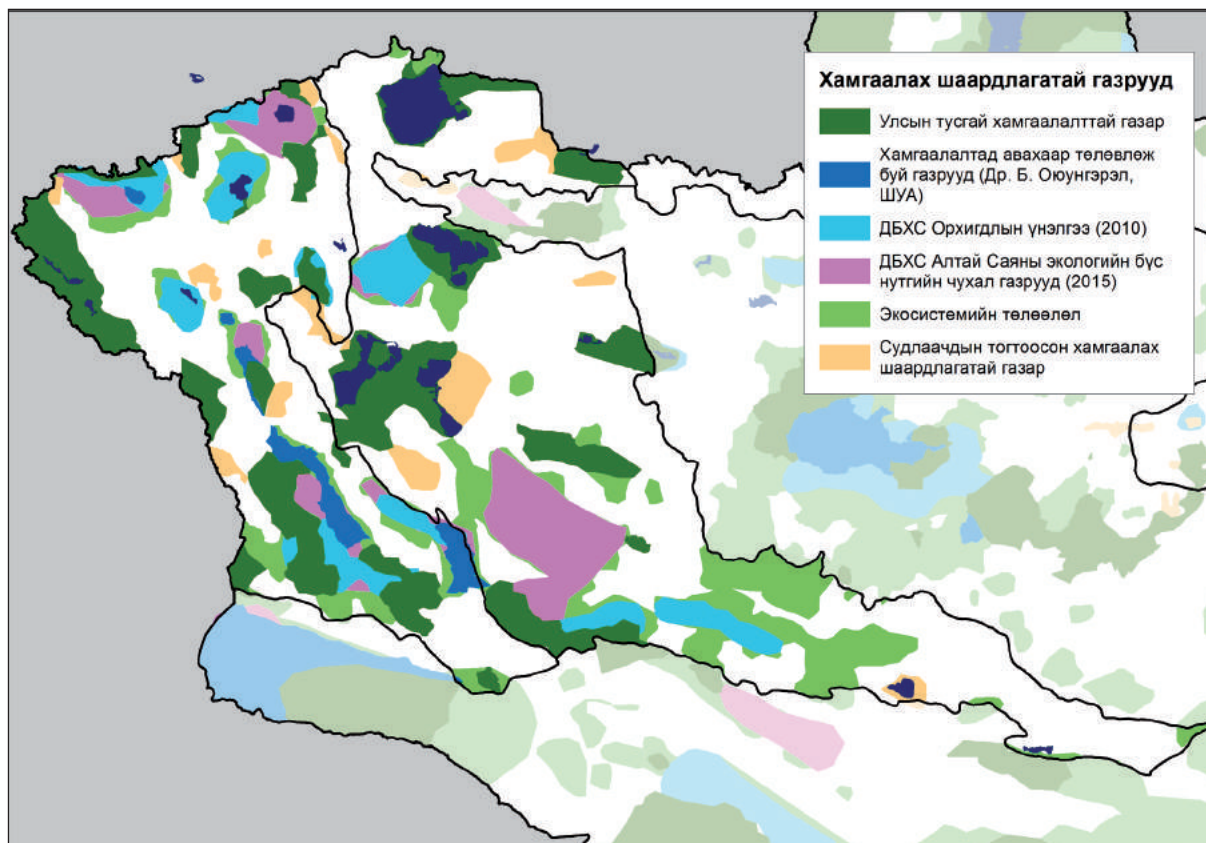 Хамгаалах шаардлагатай газрууд
Улсын тусгай хамгаалалттай газар
Хамгаалалтад авахаар төлөвлөж
буй газрууд (Др. Б. Оюунгэрэл,
ШУА)
ДБХС Орхигдлын үнэлгээ (2010)
ДБХС Алтай Саяны экологийн бүс
нутгийн чухал газрууд (2015)
Экосистемийн төлөөлөл
Судлаачдын тогтоосон хамгаалах
шаардлагатай газар